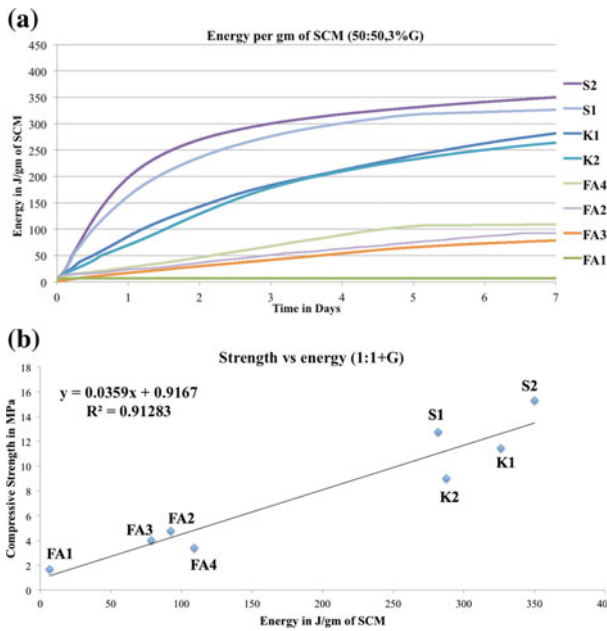 (a)
Energy per gm of SCM (50:50,3%G)
Energy in J/gm of SCM
450
400
350
300
250
200
150
100
50
0
0 1 2 3 4 5 6 7
Time in Days
S2
S1
K1
K2
FA4
FA2
FA3
FA1
(b)
Strength vs energy (1:1+G)
y = 0.0359x + 0.9167
R² = 0.91283
Compressive Strength in MPa
18
16
14
12
10
8
6
4
2
0
FA1
FA3
FA2
FA4
S1
K2
K1
S2
0 50 100 150 200 250 300 350 40
Energy in J/gm of SCM